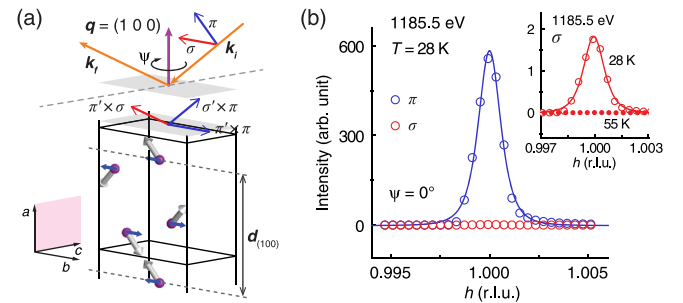 (a)
q = (1 0 0)
π
Ψ
σ
k_i
k_f
π′×σ
σ′×π
π′×π
a
c
b
d_(100)
(b)
1185.5 eV
T = 28 K
π
σ
Ψ = 0°
600
300
0
Intensity (arb. unit)
0.995
1.000
1.005
h (r.l.u.)
1185.5 eV
σ
28 K
55 K
2
1
0
0.997
1.000
1.003
h (r.l.u.)